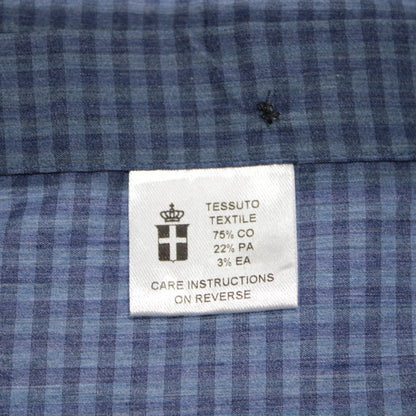 TESSUTO
TEXTILE
75% CO
22% PA
3% EA
CARE INSTRUCTIONS
ON REVERSE